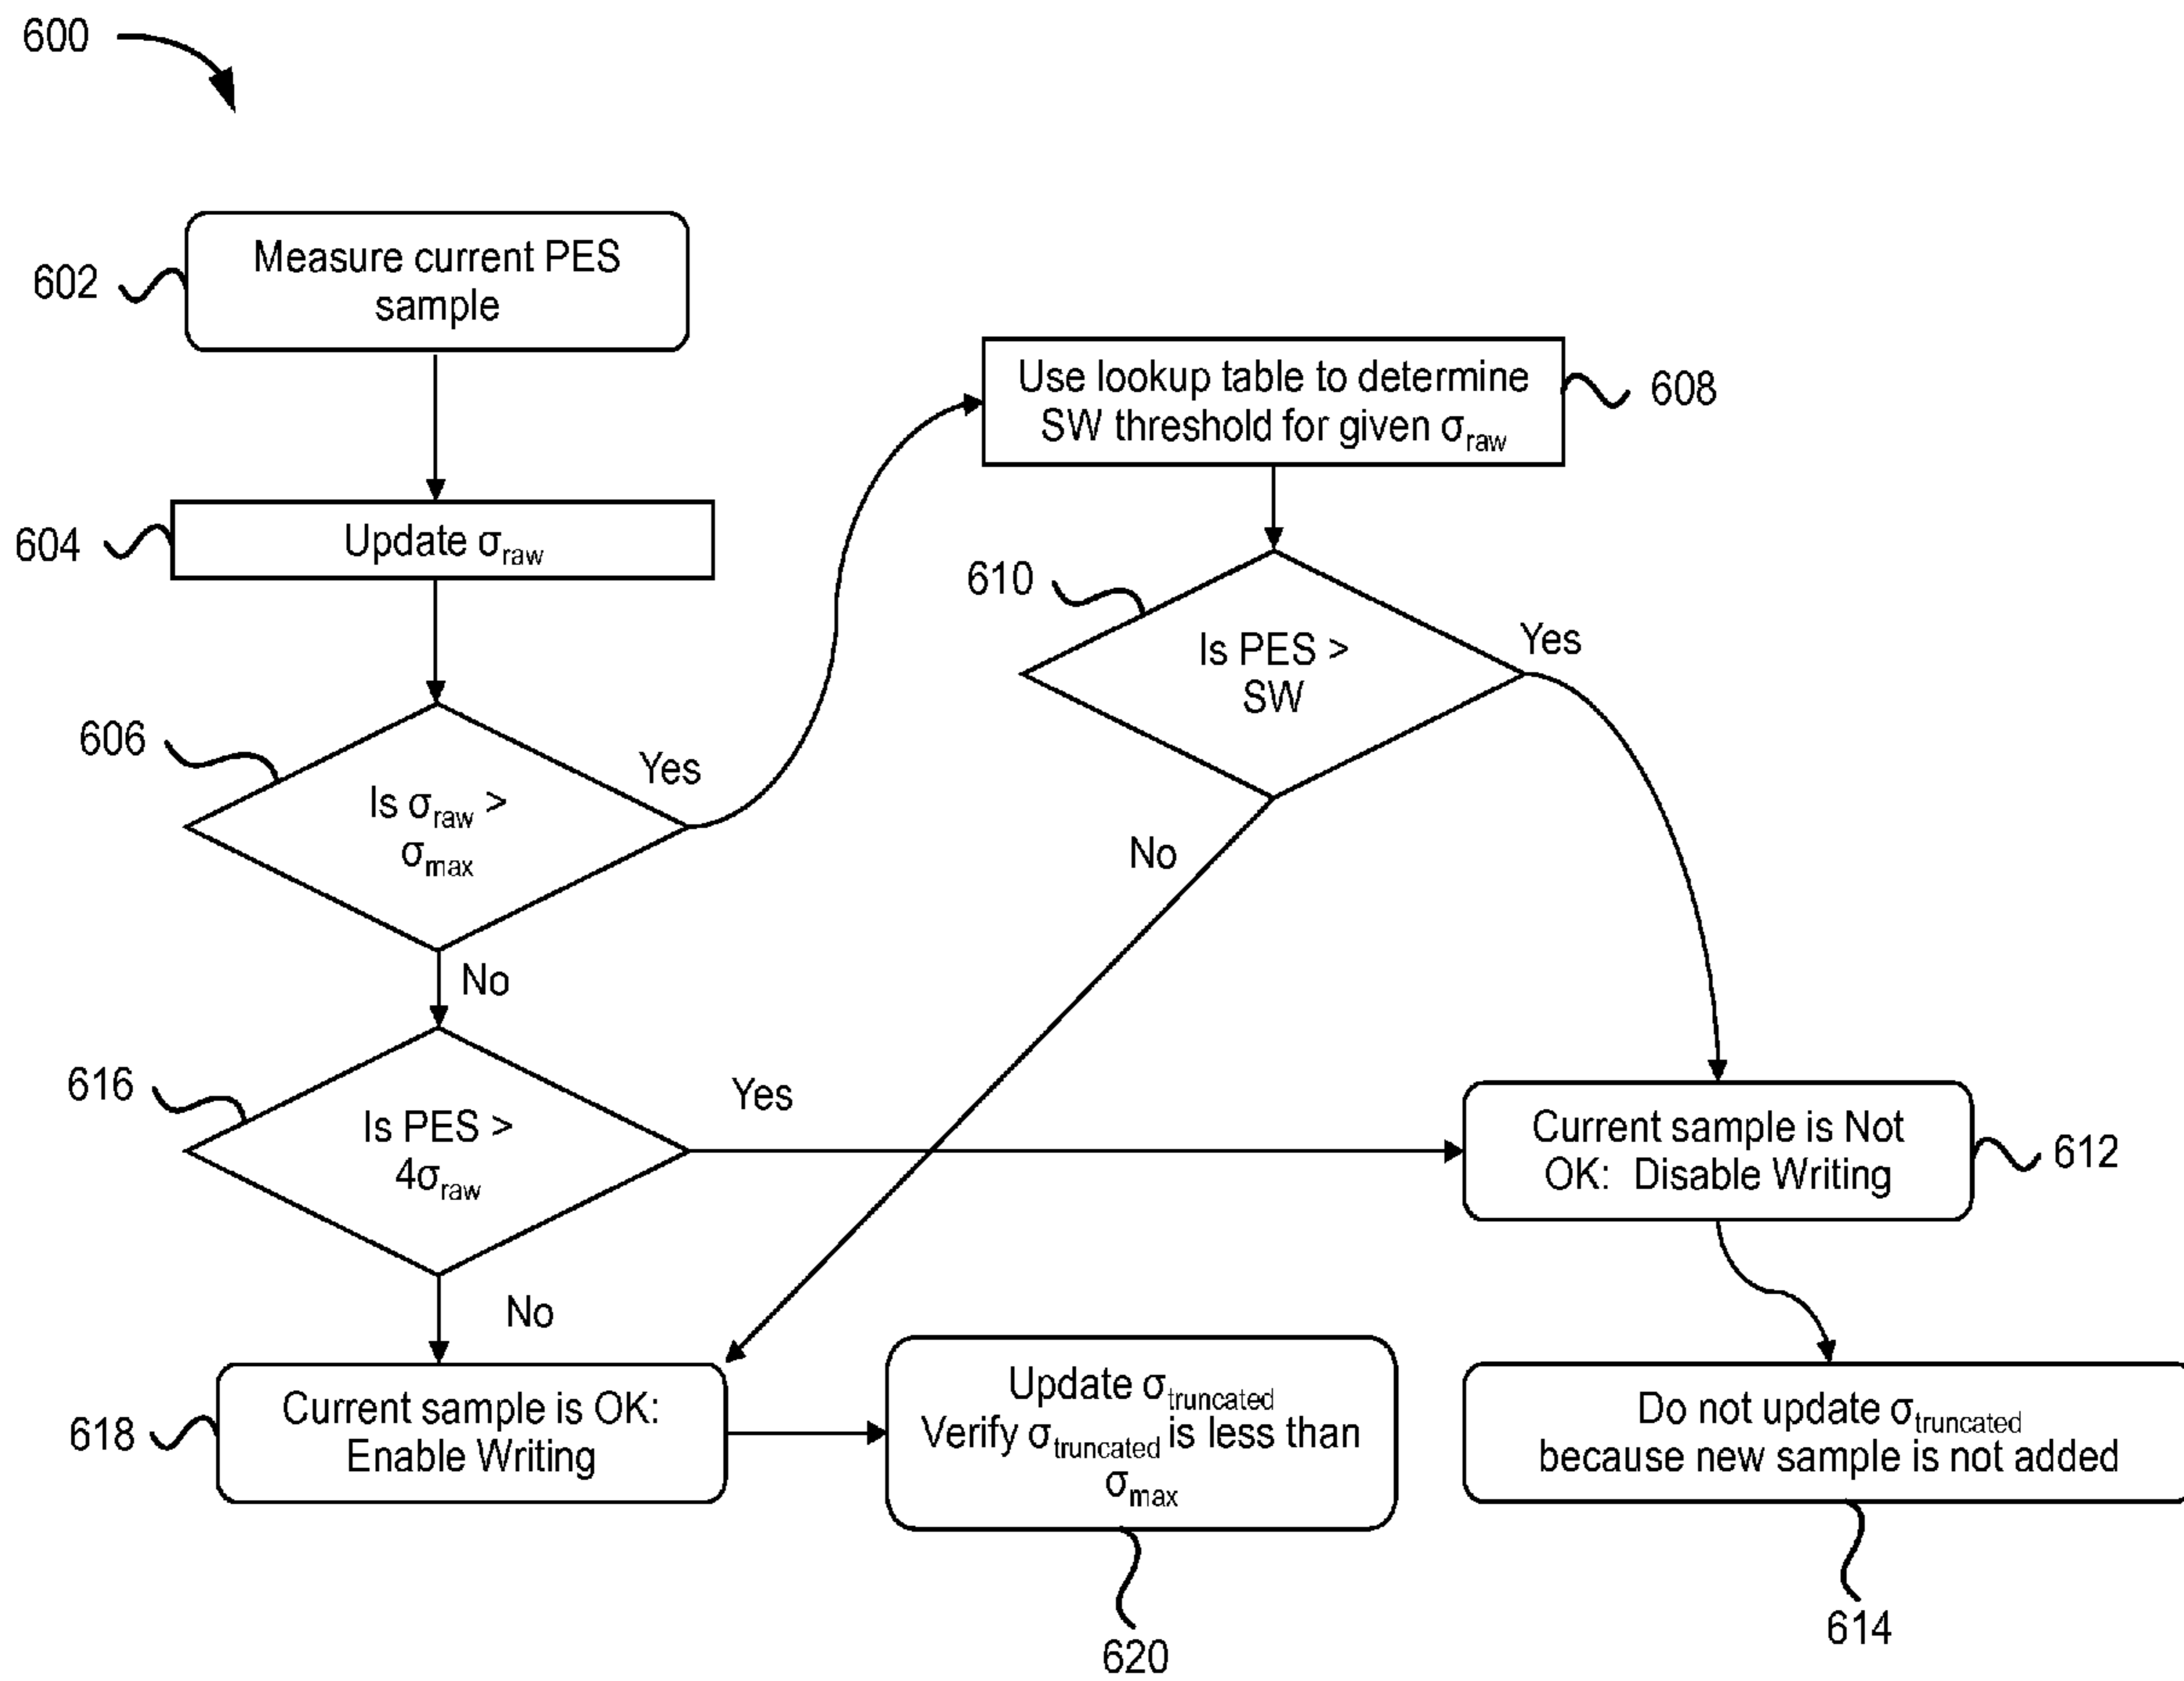 600
602
Measure current PES
sample
604
Update σraw
606
Is σraw >
σmax
Yes
No
Use lookup table to determine
SW threshold for given σraw
608
610
Is PES >
SW
Yes
No
616
Is PES >
4σraw
Yes
No
Current sample is Not
OK: Disable Writing
612
618
Current sample is OK:
Enable Writing
Update σtruncated
Verify σtruncated is less than
σmax
620
Do not update σtruncated
because new sample is not added
614